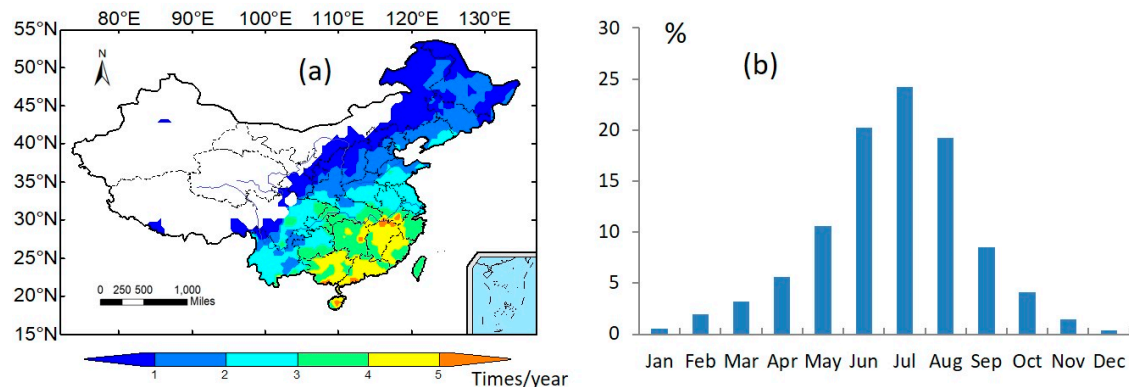 80°E 90°E 100°E 110°E 120°E 130°E
55°N
50°N
45°N
40°N
35°N
30°N
25°N
20°N
15°N
N
(a)
0 250 500 1,000
Miles
1 2 3 4 5 Times/year
%
(b)
30
25
20
15
10
5
0
Jan Feb Mar Apr May Jun Jul Aug Sep Oct Nov Dec